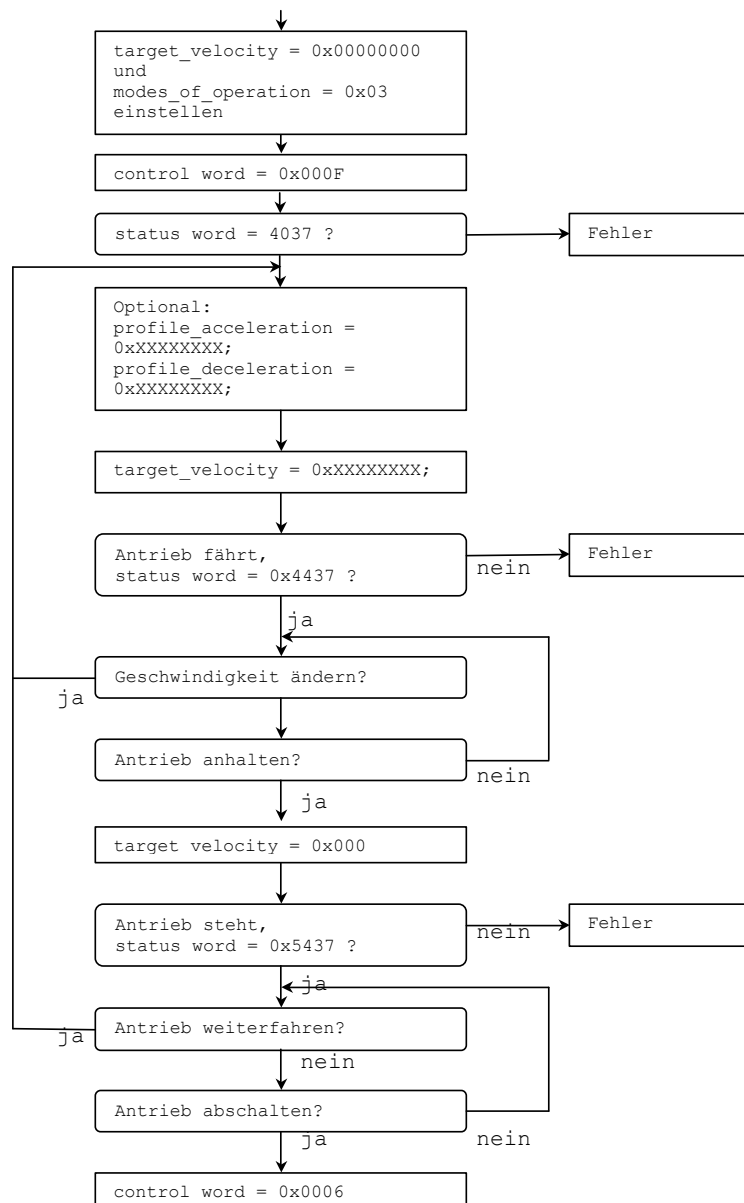 target_velocity = 0x00000000
und
modes_of_operation = 0x03
einstellen
control word = 0x000F
status word = 4037 ?
Fehler
Optional:
profile_acceleration =
0xXXXXXXXX;
profile_deceleration =
0xXXXXXXXX;
target_velocity = 0xXXXXXXXX;
Antrieb fährt,
status word = 0x4437 ?
nein
Fehler
ja
Geschwindigkeit ändern?
ja
Antrieb anhalten?
nein
ja
target velocity = 0x000
Antrieb steht,
status word = 0x5437 ?
nein
Fehler
ja
Antrieb weiterfahren?
ja
nein
Antrieb abschalten?
ja
nein
control word = 0x0006